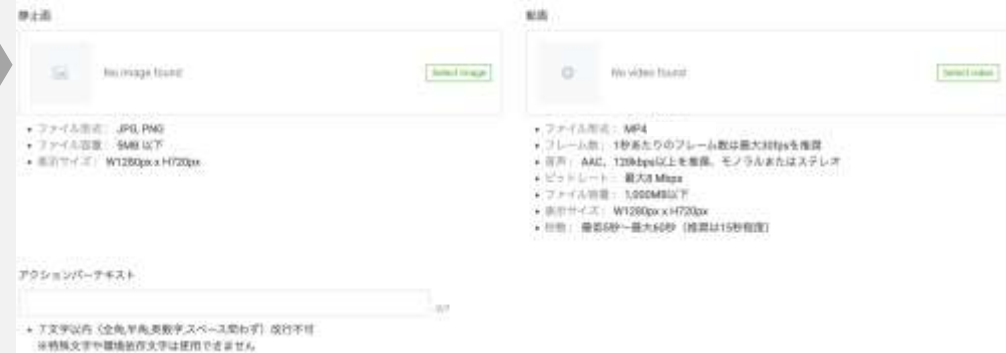 静止画
No image found
Select image
• ファイル形式： JPG, PNG
• ファイル容量： 5MB 以下
• 表示サイズ： W1280px x H720px
動画
No video found
Select video
• ファイル形式： MP4
• フレーム数： 1秒あたりのフレーム数は最大30fpsを推奨
• 音声： AAC、128kbps以上を推奨、モノラルまたはステレオ
• ビットレート： 最大8 Mbps
• ファイル容量： 1,000MB以下
• 表示サイズ： W1280px x H720px
• 秒数： 最低5秒〜最大60秒（推奨は15秒程度）
アクションバーテキスト
0/7
• 7文字以内（全角,半角,英数字,スペース問わず）改行不可
※特殊文字や環境依存文字は使用できません